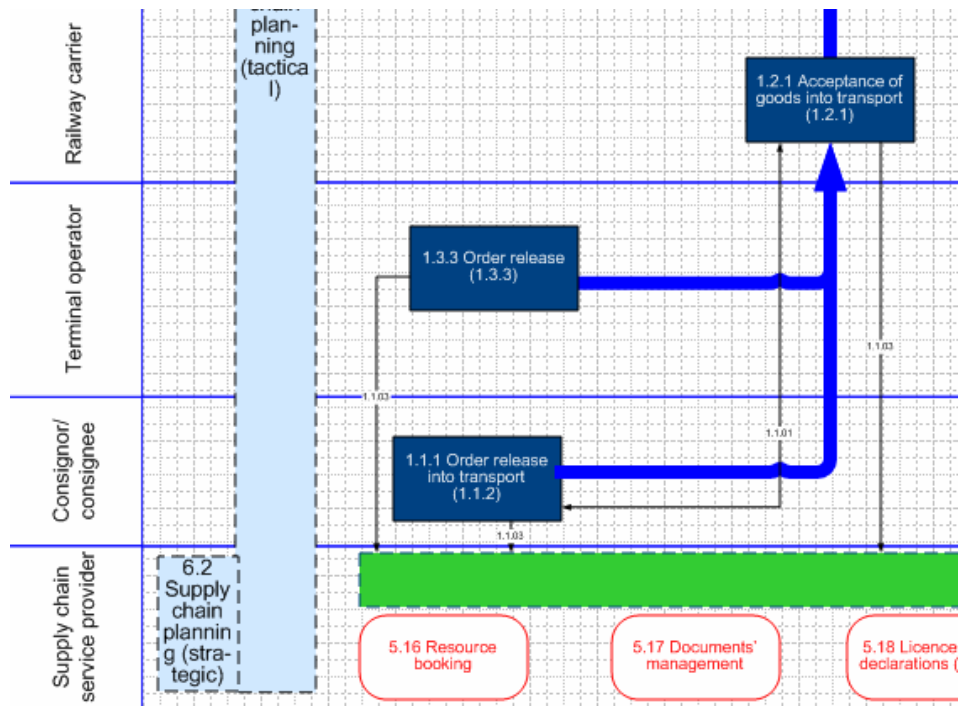 Railway carrier
chain
plan-
ning
(tactica
l)
1.2.1 Acceptance of
goods into transport
(1.2.1)
Terminal operator
1.3.3 Order release
(1.3.3)
1.1.03
1.1.03
Consignor/
consignee
1.1.1 Order release
into transport
(1.1.2)
1.1.01
1.1.03
Supply chain
service provider
6.2
Supply
chain
plannin
g (stra-
tegic)
5.16 Resource
booking
5.17 Documents'
management
5.18 Licence
declarations (